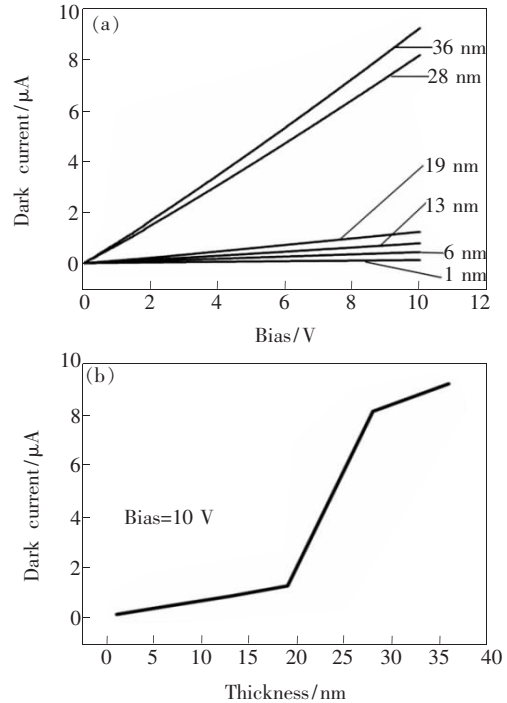 (a)
10
8
6
4
2
0
Dark current/μA
36 nm
28 nm
19 nm
13 nm
6 nm
1 nm
0 2 4 6 8 10 12
Bias/V
(b)
10
8
6
4
2
0
Dark current/μA
Bias=10 V
0 5 10 15 20 25 30 35 40
Thickness/nm